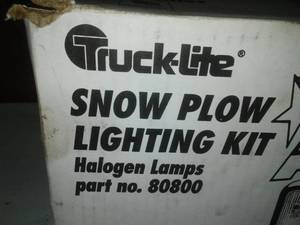 Truck-Lite®
SNOW PLOW
LIGHTING KIT
Halogen Lamps
part no. 80800